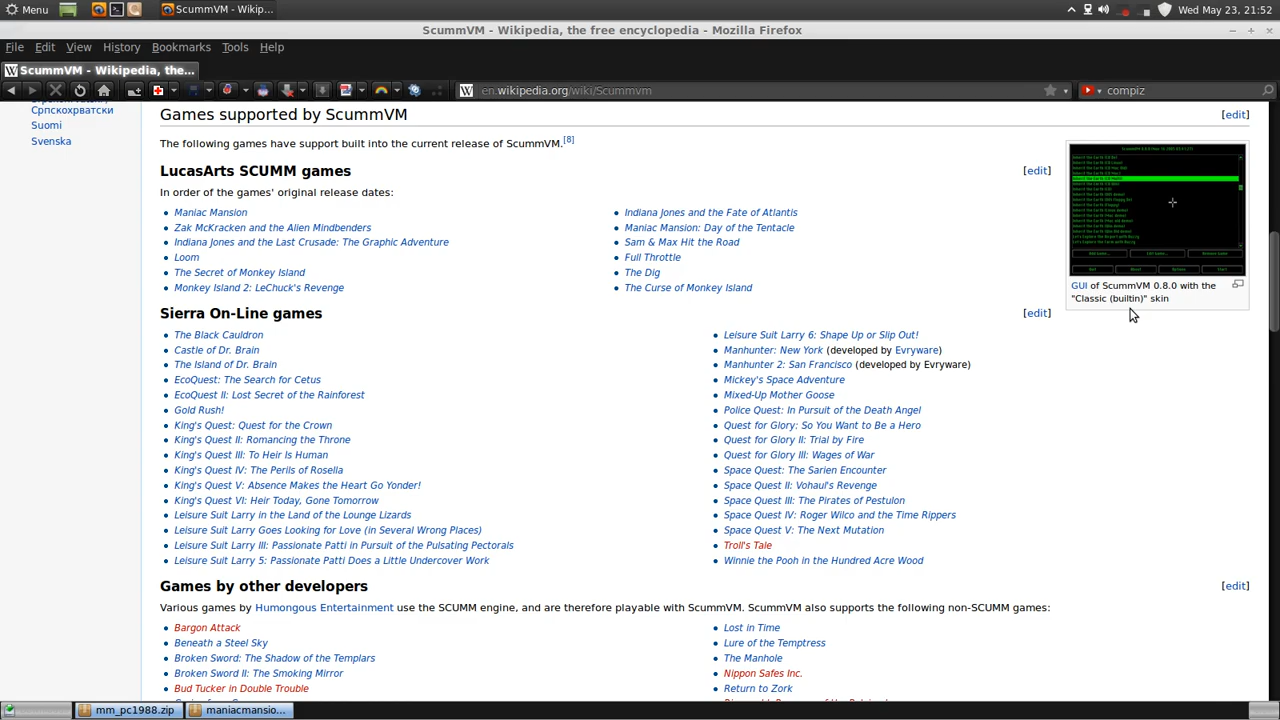 Menu
ScummVM - Wikip...
Wed May 23, 21:52
ScummVM - Wikipedia, the free encyclopedia - Mozilla Firefox
File Edit View History Bookmarks Tools Help
ScummVM - Wikipedia, the...
en.wikipedia.org/wiki/Scummvm
compiz
Српскохрватски
Suomi
Svenska
Games supported by ScummVM
[edit]
The following games have support built into the current release of ScummVM.[8]
LucasArts SCUMM games
[edit]
In order of the games' original release dates:
Maniac Mansion
Zak McKracken and the Alien Mindbenders
Indiana Jones and the Last Crusade: The Graphic Adventure
Loom
The Secret of Monkey Island
Monkey Island 2: LeChuck's Revenge
Indiana Jones and the Fate of Atlantis
Maniac Mansion: Day of the Tentacle
Sam & Max Hit the Road
Full Throttle
The Dig
The Curse of Monkey Island
GUI of ScummVM 0.8.0 with the
"Classic (builtin)" skin
Sierra On-Line games
[edit]
The Black Cauldron
Castle of Dr. Brain
The Island of Dr. Brain
EcoQuest: The Search for Cetus
EcoQuest II: Lost Secret of the Rainforest
Gold Rush!
King's Quest: Quest for the Crown
King's Quest II: Romancing the Throne
King's Quest III: To Heir Is Human
King's Quest IV: The Perils of Rosella
King's Quest V: Absence Makes the Heart Go Yonder!
King's Quest VI: Heir Today, Gone Tomorrow
Leisure Suit Larry in the Land of the Lounge Lizards
Leisure Suit Larry Goes Looking for Love (in Several Wrong Places)
Leisure Suit Larry III: Passionate Patti in Pursuit of the Pulsating Pectorals
Leisure Suit Larry 5: Passionate Patti Does a Little Undercover Work
Leisure Suit Larry 6: Shape Up or Slip Out!
Manhunter: New York (developed by Evryware)
Manhunter 2: San Francisco (developed by Evryware)
Mickey's Space Adventure
Mixed-Up Mother Goose
Police Quest: In Pursuit of the Death Angel
Quest for Glory: So You Want to Be a Hero
Quest for Glory II: Trial by Fire
Quest for Glory III: Wages of War
Space Quest: The Sarien Encounter
Space Quest II: Vohaul's Revenge
Space Quest III: The Pirates of Pestulon
Space Quest IV: Roger Wilco and the Time Rippers
Space Quest V: The Next Mutation
Troll's Tale
Winnie the Pooh in the Hundred Acre Wood
Games by other developers
[edit]
Various games by Humongous Entertainment use the SCUMM engine, and are therefore playable with ScummVM. ScummVM also supports the following non-SCUMM games:
Bargon Attack
Beneath a Steel Sky
Broken Sword: The Shadow of the Templars
Broken Sword II: The Smoking Mirror
Bud Tucker in Double Trouble
Lost in Time
Lure of the Temptress
The Manhole
Nippon Safes Inc.
Return to Zork
mm_pc1988.zip
maniacmansio...